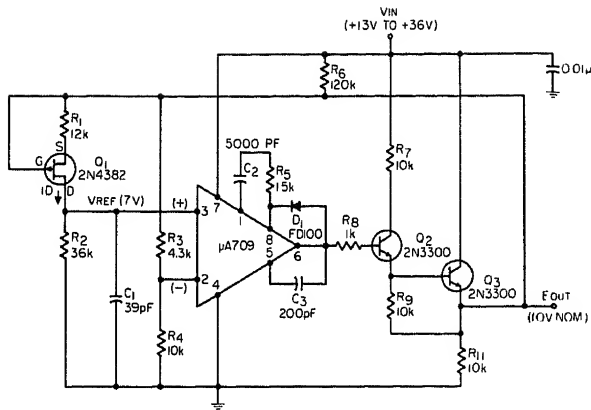 VIN
(+13V TO +36V)
R6
120k
0.01µ
R1
12k
S
G
Q1
2N4382
ID
D
5000 PF
C2
R5
15k
R7
10k
VREF (7V)
(+)
3
7
1
8
D1
FD100
R8
1k
Q2
2N3300
R2
36k
R3
4.3k
µA709
6
5
(-)
2
4
Q3
2N3300
C1
39pF
C3
200pF
R9
10k
EOUT
(10V NOM)
R4
10k
R11
10k